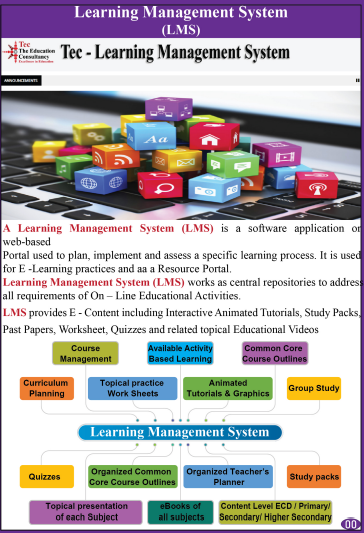 Learning Management System
(LMS)
Tec
The Education
Consultancy
Excellence in Education
Tec - Learning Management System
ANNOUNCEMENTS
Aa
A Learning Management System (LMS) is a software application or
web-based
Portal used to plan, implement and assess a specific learning process. It is used
for E -Learning practices and aa a Resource Portal.
Learning Management System (LMS) works as central repositories to address
all requirements of On – Line Educational Activities.
LMS provides E - Content including Interactive Animated Tutorials, Study Packs,
Past Papers, Worksheet, Quizzes and related topical Educational Videos
Course
Management
Available Activity
Based Learning
Common Core
Course Outlines
Curriculum
Planning
Topical practice
Work Sheets
Animated
Tutorials & Graphics
Group Study
Learning Management System
Quizzes
Organized Common
Core Course Outlines
Organized Teacher's
Planner
Study packs
Topical presentation
of each Subject
eBooks of
all subjects
Content Level ECD / Primary/
Secondary/ Higher Secondary
00